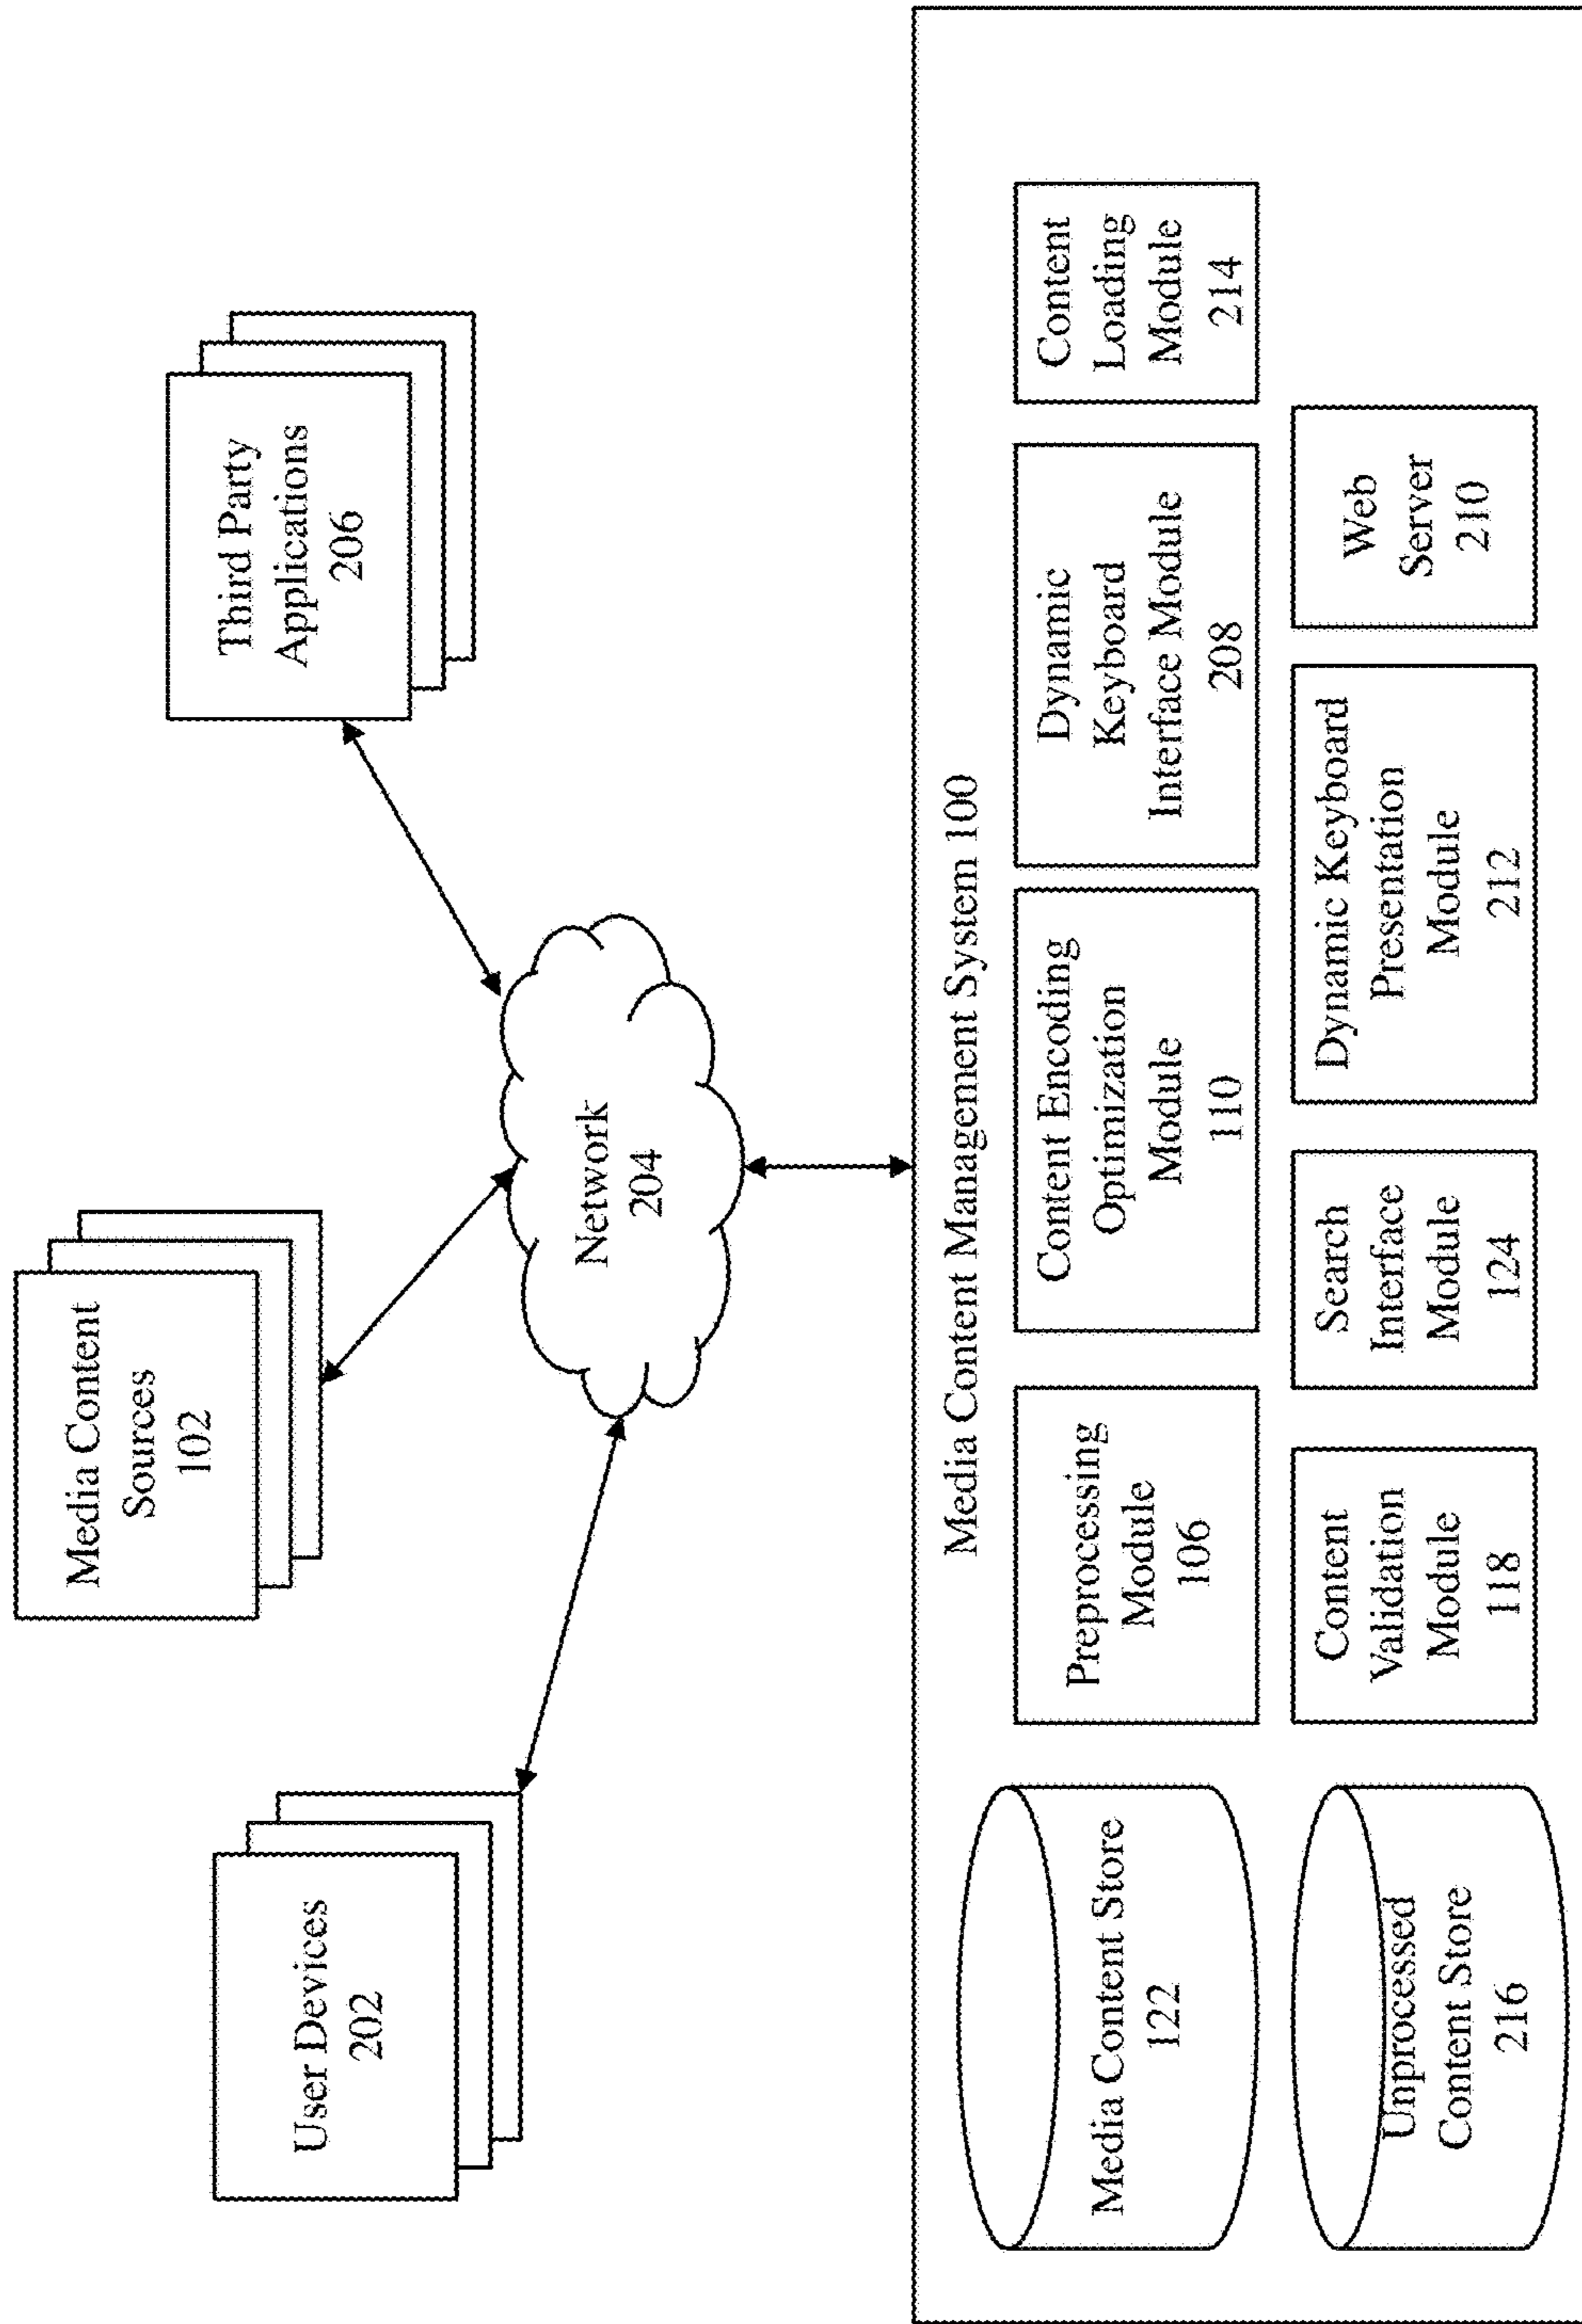 User Devices
202
Media Content
Sources
102
Third Party
Applications
206
Network
204
Media Content Management System 100
Media Content Store
122
Preprocessing
Module
106
Content Encoding
Optimization
Module
110
Dynamic
Keyboard
Interface Module
208
Content
Loading
Module
214
Unprocessed
Content Store
216
Content
Validation
Module
118
Search
Interface
Module
124
Dynamic Keyboard
Presentation
Module
212
Web
Server
210